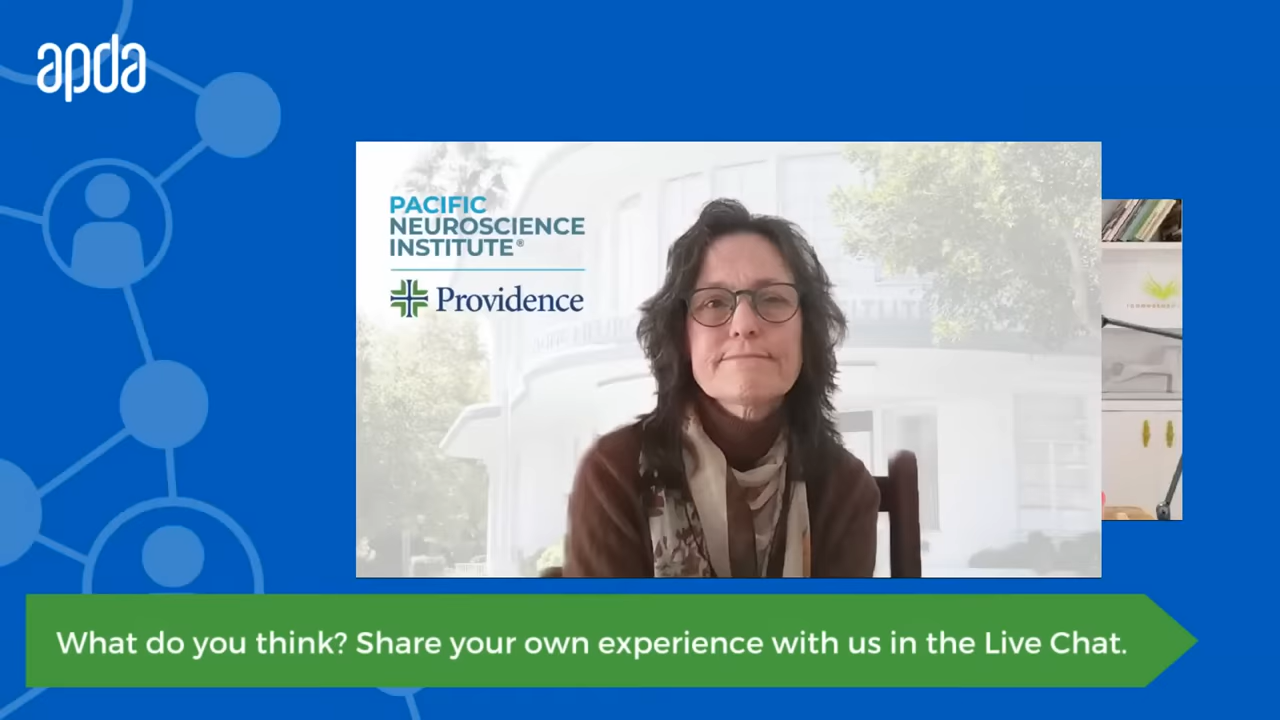 apda
PACIFIC
NEUROSCIENCE
INSTITUTE®
Providence
What do you think? Share your own experience with us in the Live Chat.